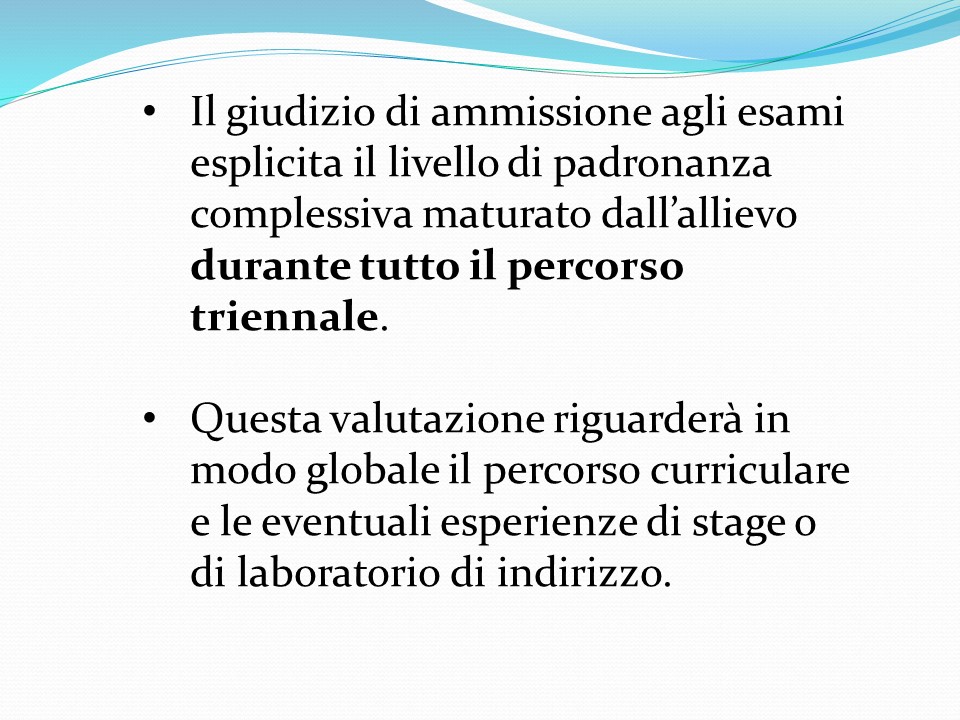 • Il giudizio di ammissione agli esami
esplicita il livello di padronanza
complessiva maturato dall’allievo
durante tutto il percorso
triennale.
• Questa valutazione riguarderà in
modo globale il percorso curriculare
e le eventuali esperienze di stage o
di laboratorio di indirizzo.